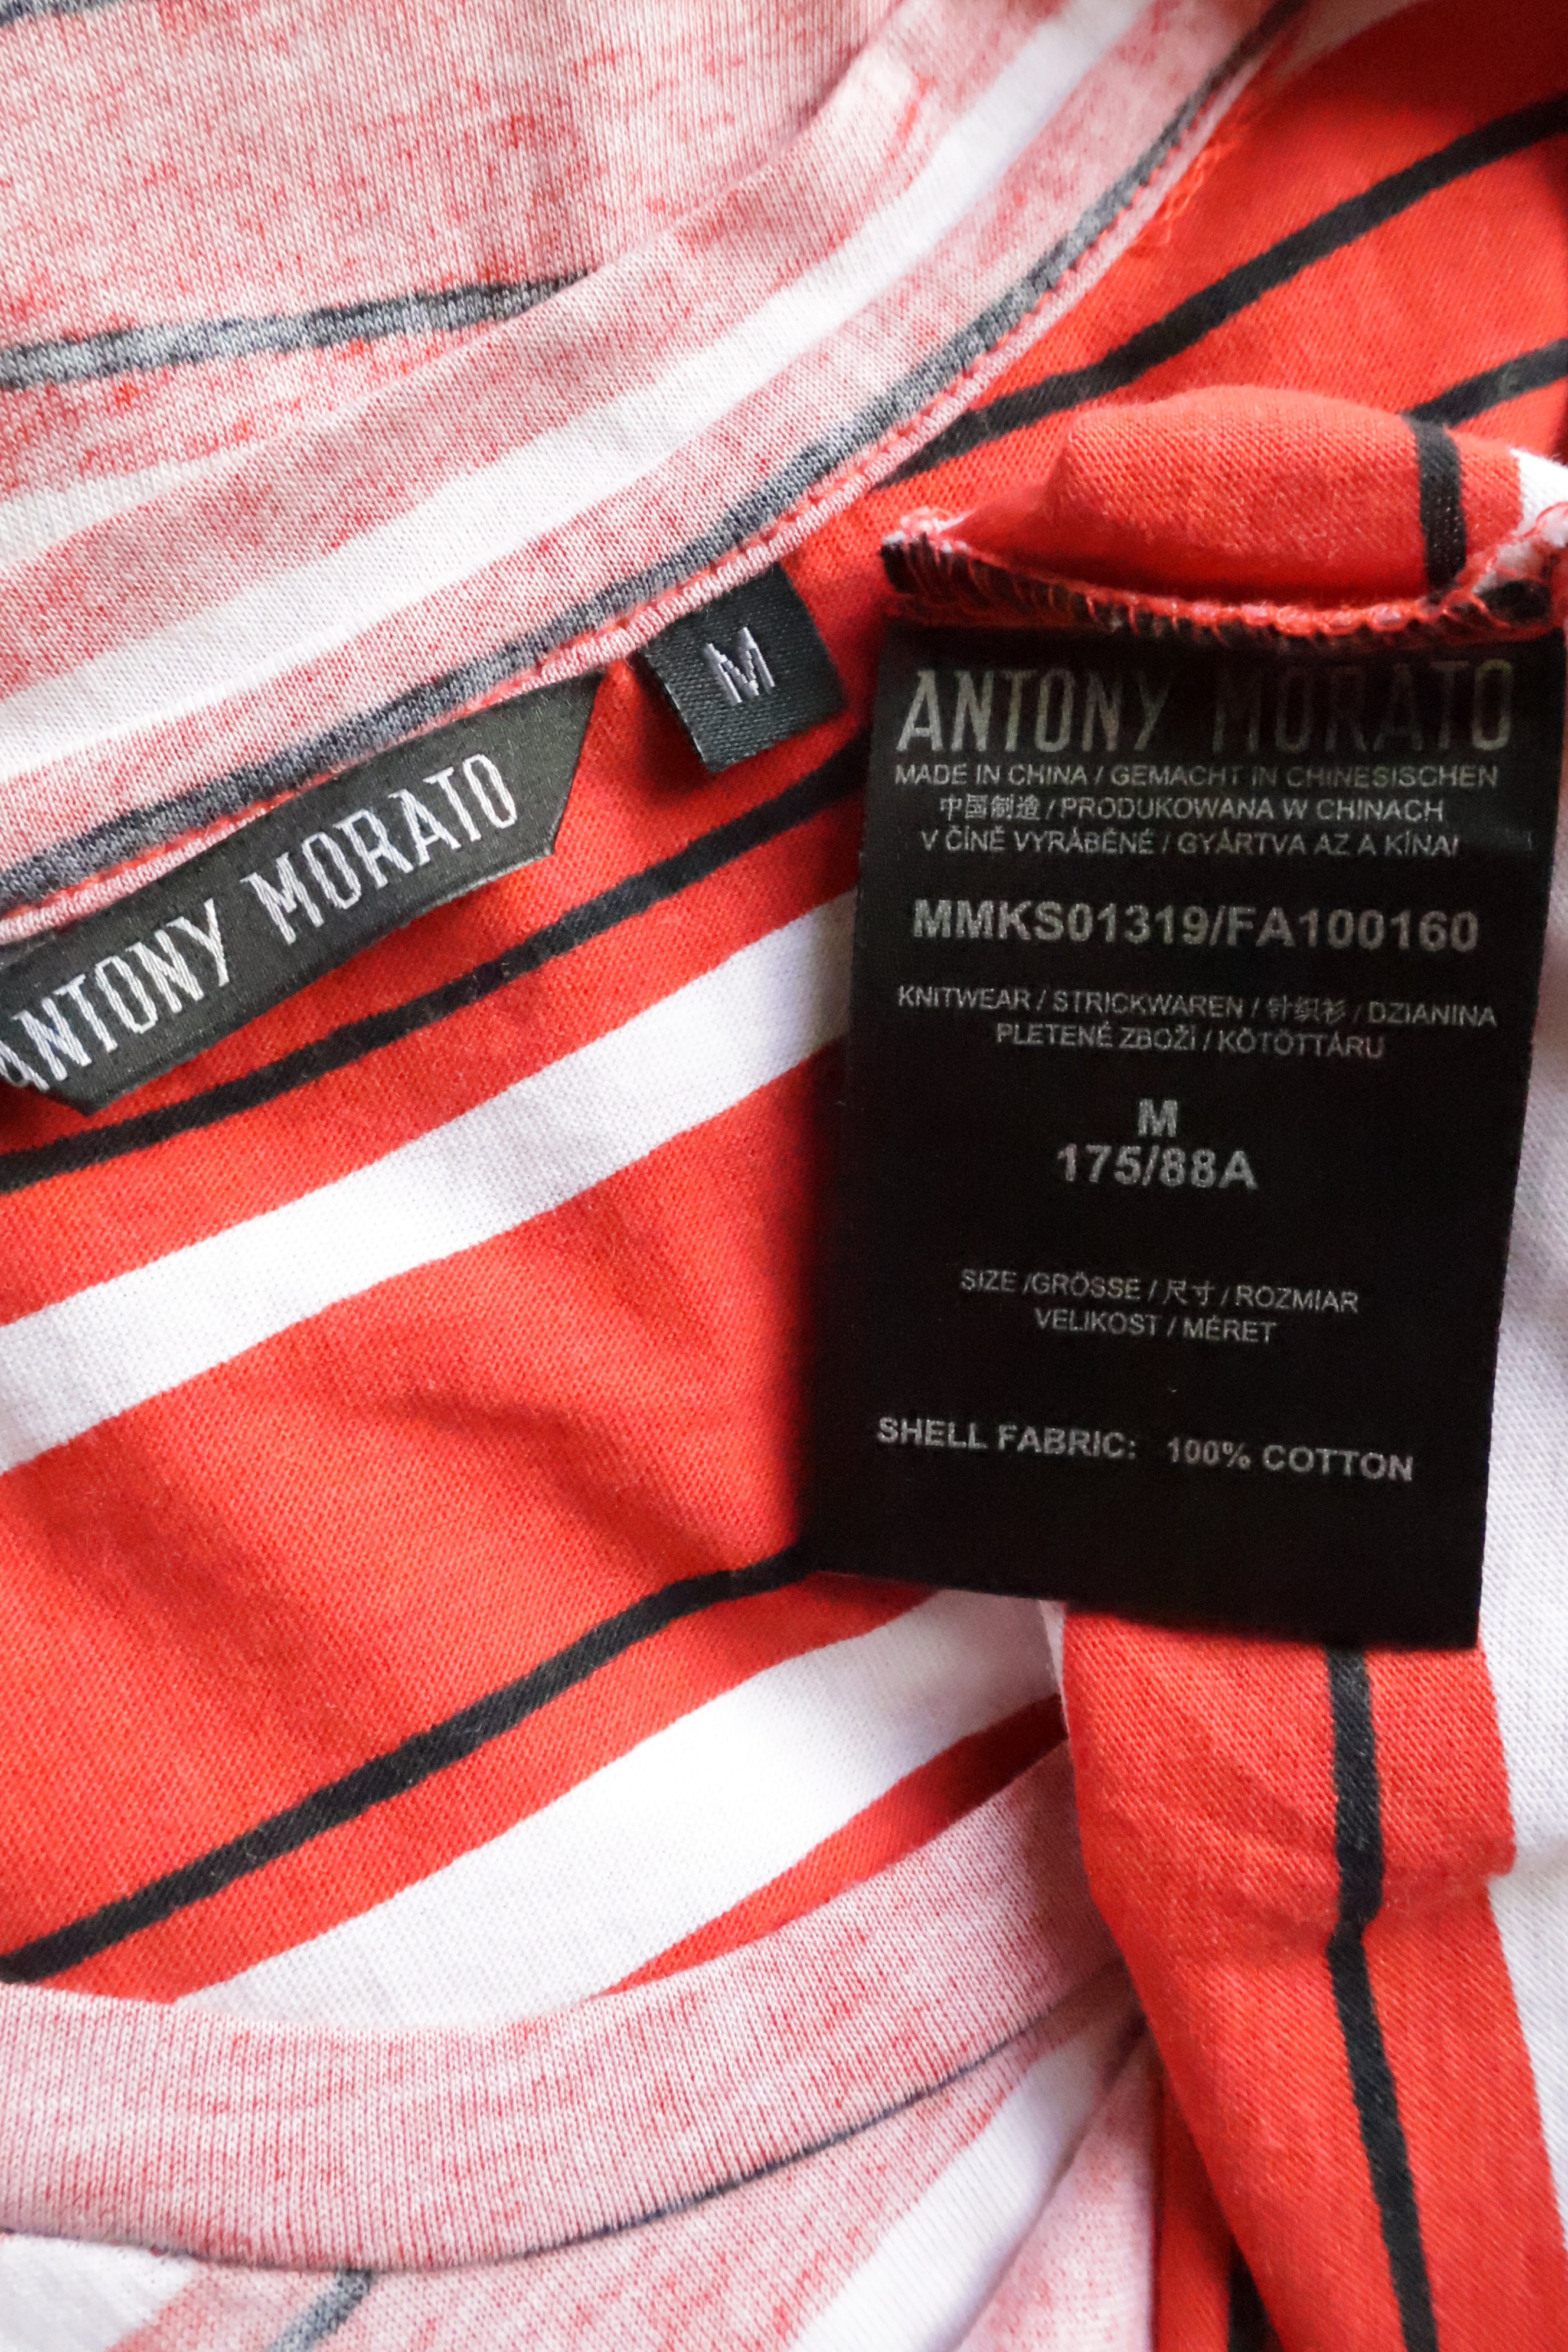 ANTONY MORATO
M
ANTONY MORATO
MADE IN CHINA / GEMACHT IN CHINESISCHEN
中国制造 / PRODUKOWANA W CHINACH
V ČÍNĚ VYRÁBĚNÉ / GYÁRTVA AZ A KÍNAI
MMKS01319/FA100160
KNITWEAR / STRICKWAREN / 针织衫 / DZIANINA
PLETENÉ ZBOŽÍ / KÖTÖTTÁRU
M
175/88A
SIZE /GRÖSSE / 尺寸 / ROZMIAR
VELIKOST / MÉRET
SHELL FABRIC: 100% COTTON